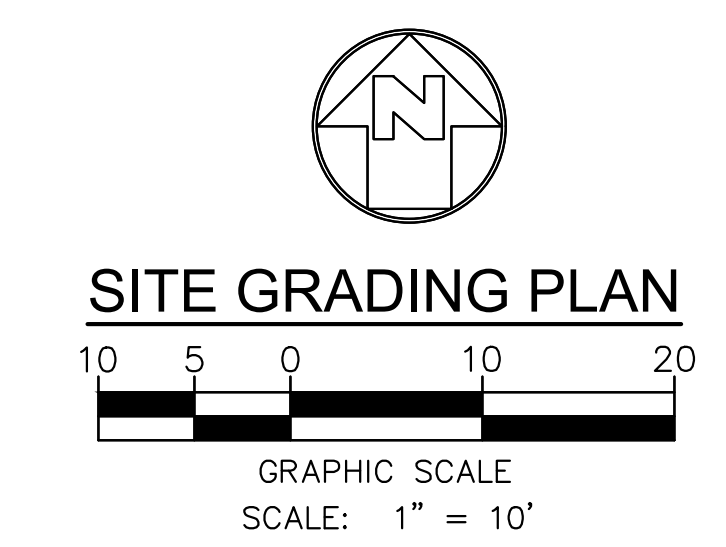 N
SITE GRADING PLAN
10 5 0 10 20
GRAPHIC SCALE
SCALE: 1” = 10’